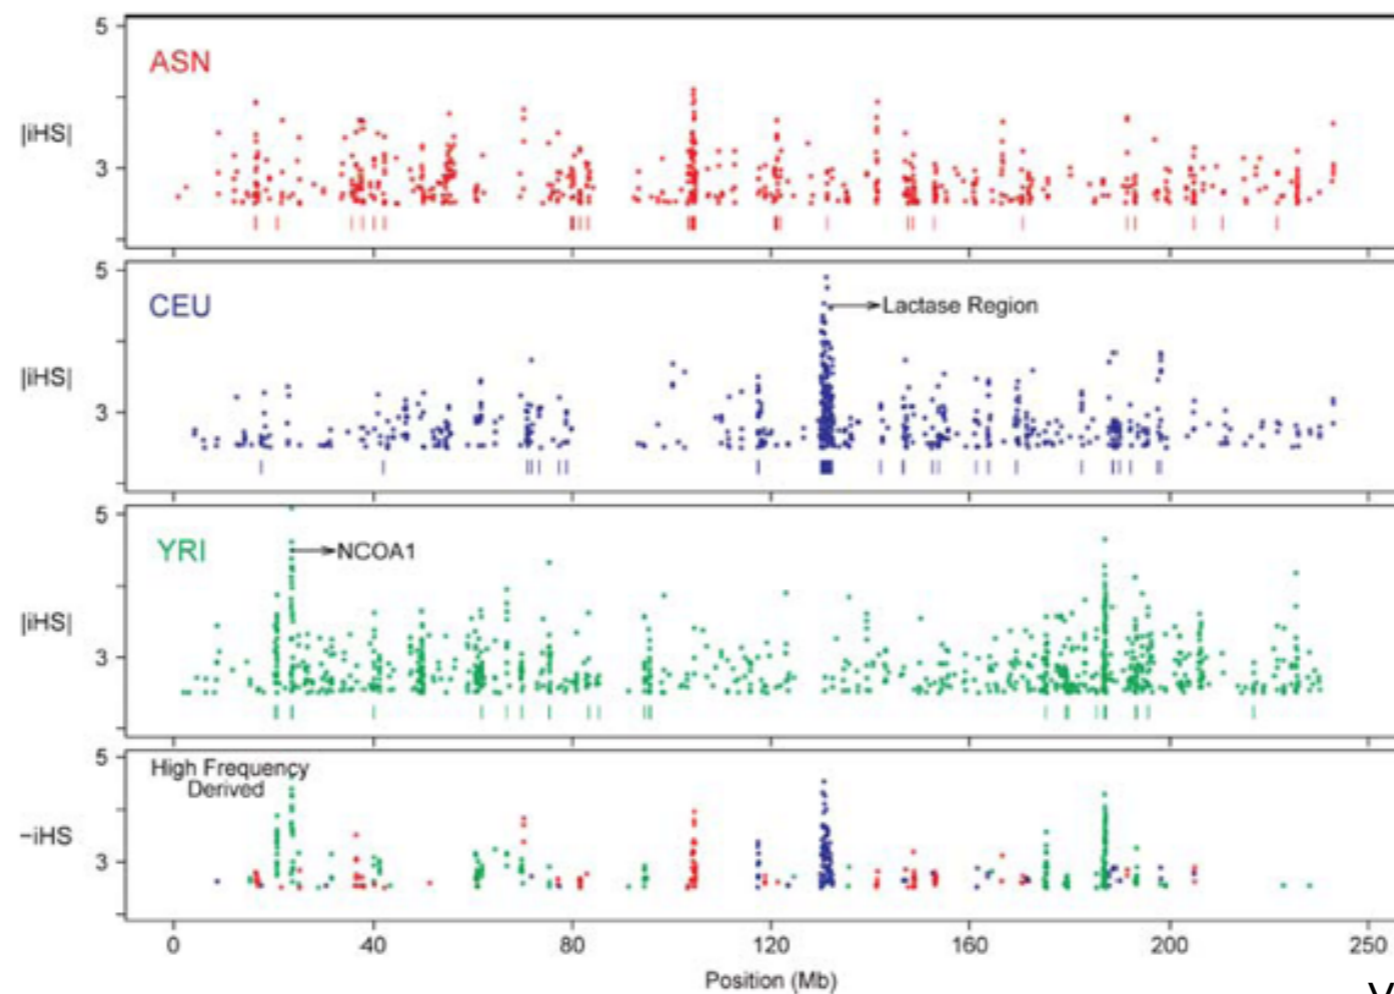 5
ASN
|iHS|
3
5
CEU
Lactase Region
|iHS|
3
5
YRI
NCOA1
|iHS|
3
5
High Frequency
Derived
−iHS
3
0 40 80 120 160 200 250
Position (Mb)